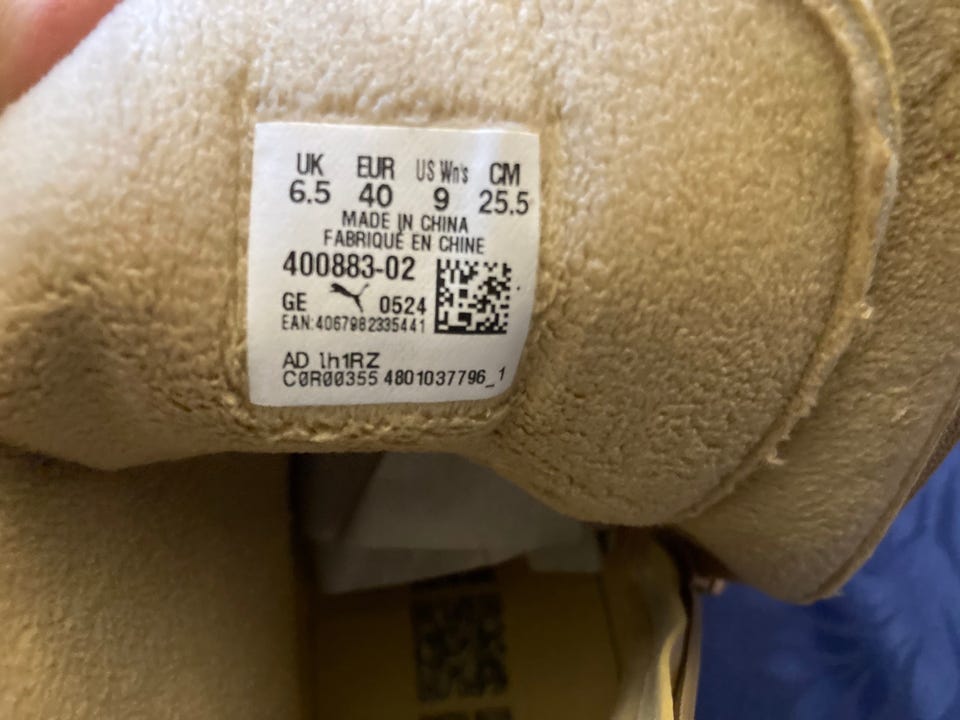 UK EUR US Wn's CM
6.5 40 9 25.5
MADE IN CHINA
FABRIQUÉ EN CHINE
400883-02
GE 0524
EAN:4067982335441
AD lh1RZ
C0R00355 4801037796_1